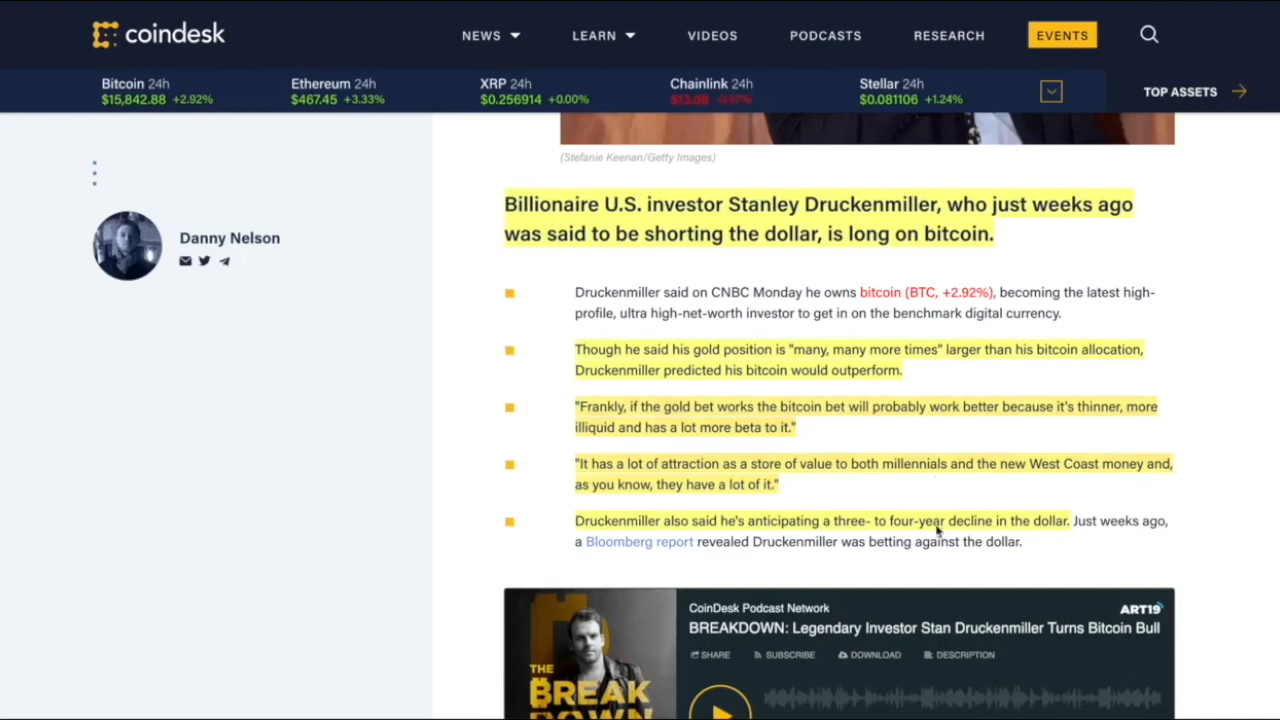 coindesk
NEWS LEARN VIDEOS PODCASTS RESEARCH EVENTS
Bitcoin 24h Ethereum 24h XRP 24h Chainlink 24h Stellar 24h
$15,842.88 +2.92% $467.45 +3.33% $0.256914 +0.00% $13.08 -0.57% $0.081106 +1.24%
TOP ASSETS
(Stefanie Keenan/Getty Images)
Danny Nelson
Billionaire U.S. investor Stanley Druckenmiller, who just weeks ago
was said to be shorting the dollar, is long on bitcoin.
Druckenmiller said on CNBC Monday he owns bitcoin (BTC, +2.92%), becoming the latest high-
profile, ultra high-net-worth investor to get in on the benchmark digital currency.
Though he said his gold position is "many, many more times" larger than his bitcoin allocation,
Druckenmiller predicted his bitcoin would outperform.
"Frankly, if the gold bet works the bitcoin bet will probably work better because it's thinner, more
illiquid and has a lot more beta to it."
"It has a lot of attraction as a store of value to both millennials and the new West Coast money and,
as you know, they have a lot of it."
Druckenmiller also said he's anticipating a three- to four-year decline in the dollar. Just weeks ago,
a Bloomberg report revealed Druckenmiller was betting against the dollar.
CoinDesk Podcast Network
ART19
BREAKDOWN: Legendary Investor Stan Druckenmiller Turns Bitcoin Bull
SHARE SUBSCRIBE DOWNLOAD DESCRIPTION
THE
BREAK
DOWN